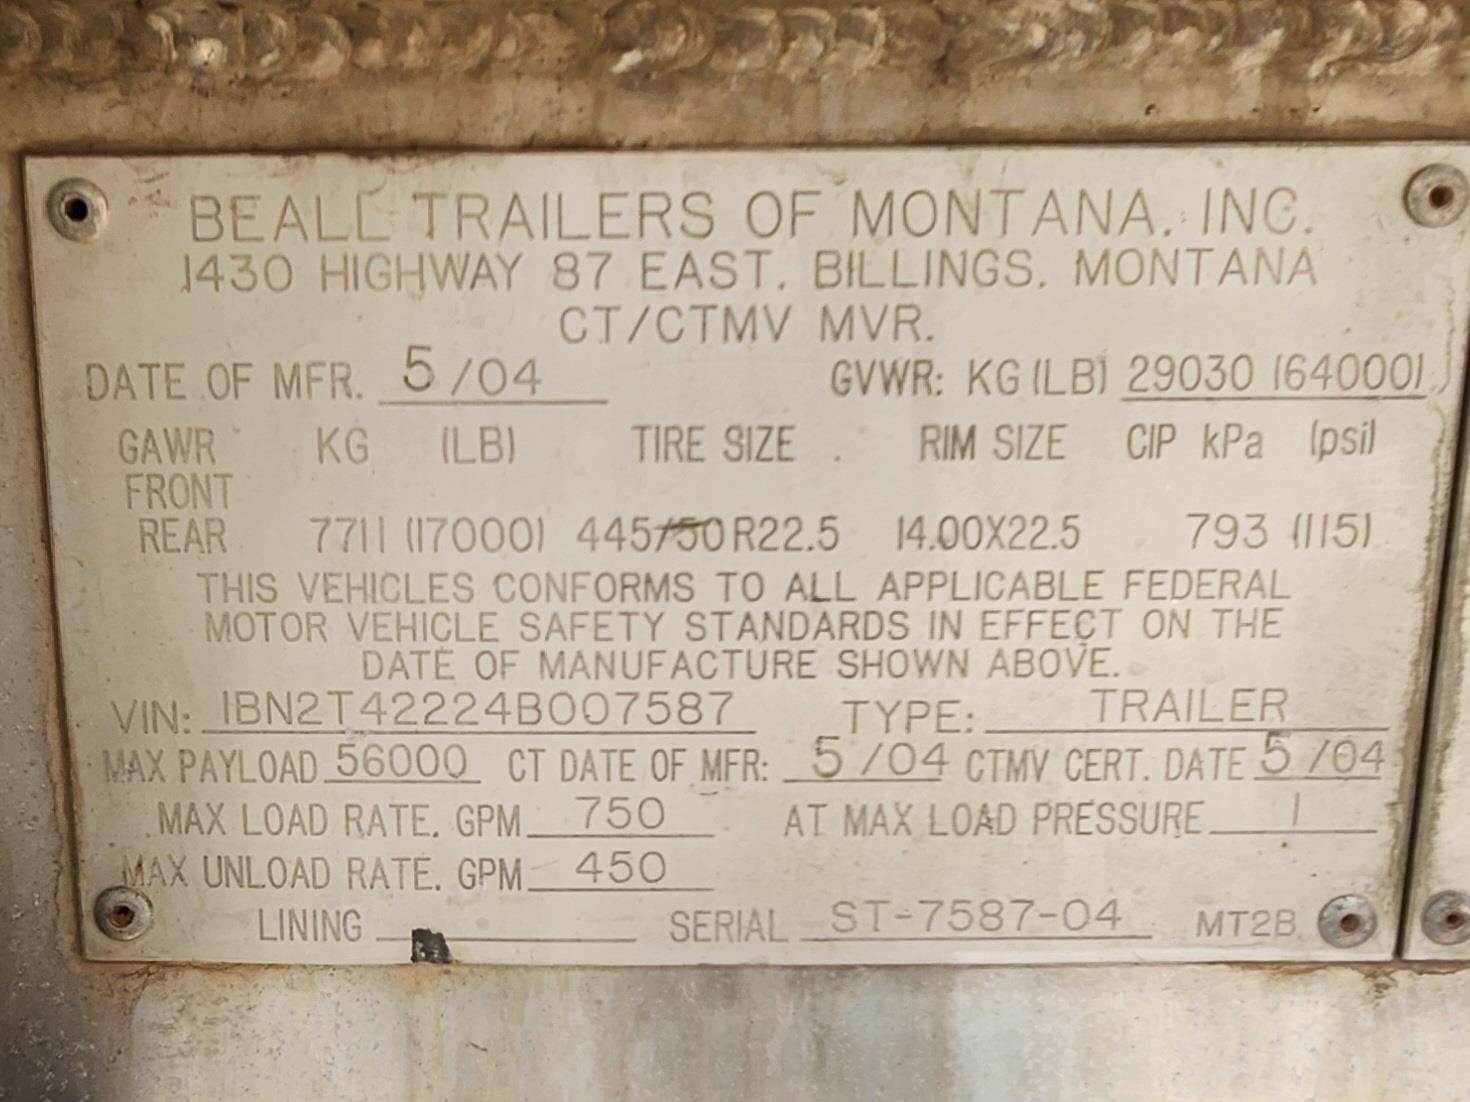 BEALL TRAILERS OF MONTANA, INC.
1430 HIGHWAY 87 EAST, BILLINGS, MONTANA
CT/CTMV MVR.
DATE OF MFR. 5/04 GVWR: KG (LB) 29030 (64000)
GAWR KG (LB) TIRE SIZE RIM SIZE CIP kPa (psi)
FRONT
REAR 7711 (17000) 445/50R22.5 14.00X22.5 793 (115)
THIS VEHICLES CONFORMS TO ALL APPLICABLE FEDERAL
MOTOR VEHICLE SAFETY STANDARDS IN EFFECT ON THE
DATE OF MANUFACTURE SHOWN ABOVE.
VIN: 1BN2T42224B007587 TYPE: TRAILER
MAX PAYLOAD 56000 CT DATE OF MFR: 5/04 CTMV CERT. DATE 5/04
MAX LOAD RATE, GPM 750 AT MAX LOAD PRESSURE 1
MAX UNLOAD RATE, GPM 450
LINING SERIAL ST-7587-04 MT2B